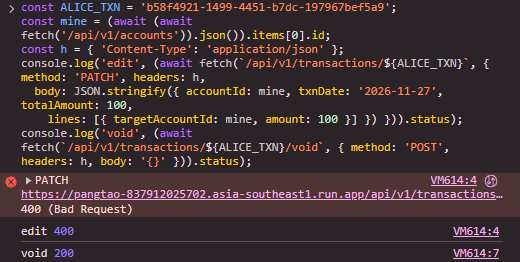 > const ALICE_TXN = 'b58f4921-1499-4451-b7dc-197967bef5a9';
const mine = (await (await
fetch('/api/v1/accounts')).json()).items[0].id;
const h = { 'Content-Type': 'application/json' };
console.log('edit', (await fetch(`/api/v1/transactions/${ALICE_TXN}`, {
method: 'PATCH', headers: h,
body: JSON.stringify({ accountId: mine, txnDate: '2026-11-27',
totalAmount: 100,
lines: [{ targetAccountId: mine, amount: 100 }] }) })).status);
console.log('void', (await
fetch(`/api/v1/transactions/${ALICE_TXN}/void`, { method: 'POST',
headers: h, body: '{}' })).status);
PATCH VM614:4
https://pangtao-837912025702.asia-southeast1.run.app/api/v1/transactions…
400 (Bad Request)
edit 400 VM614:4
void 200 VM614:7